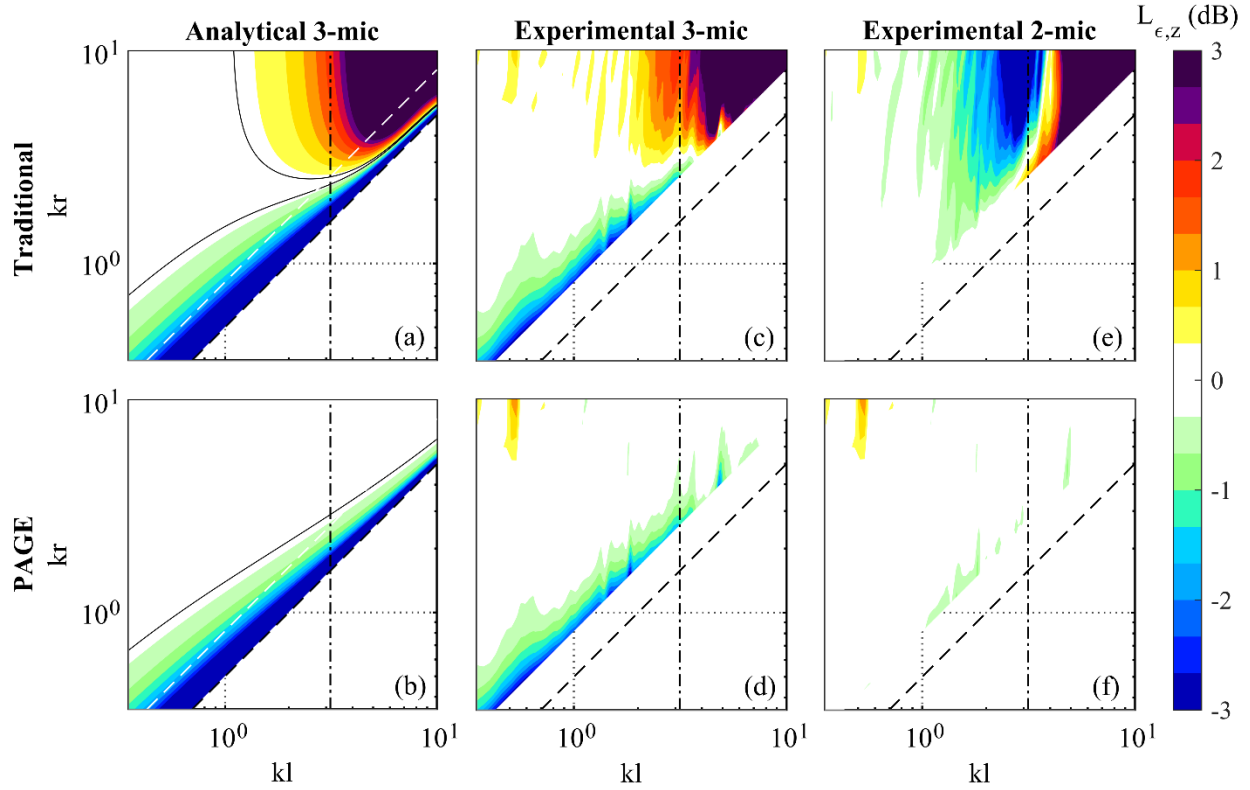 Analytical 3-mic
Experimental 3-mic
Experimental 2-mic
L_{ϵ,z} (dB)
Traditional
kr
10^1
10^0
(a)
(c)
(e)
PAGE
kr
10^1
10^0
(b)
(d)
(f)
10^0
10^1
10^0
10^1
10^0
10^1
kl
kl
kl
3
2
1
0
-1
-2
-3